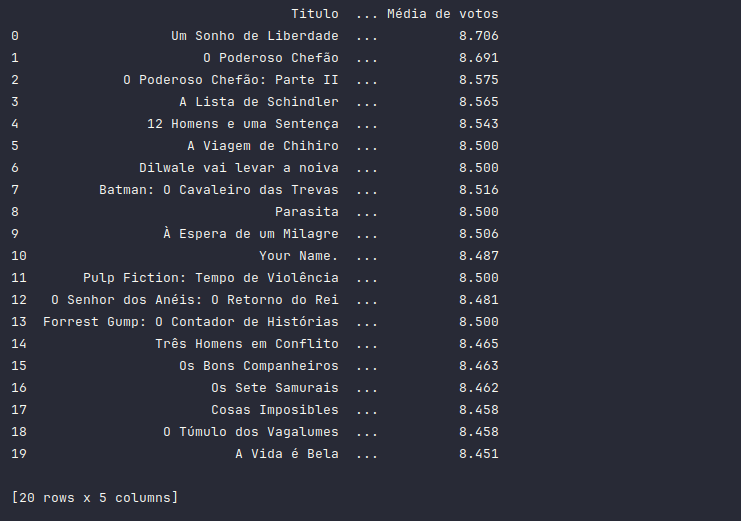 Titulo ... Média de votos
0 Um Sonho de Liberdade ... 8.706
1 O Poderoso Chefão ... 8.691
2 O Poderoso Chefão: Parte II ... 8.575
3 A Lista de Schindler ... 8.565
4 12 Homens e uma Sentença ... 8.543
5 A Viagem de Chihiro ... 8.500
6 Dilwale vai levar a noiva ... 8.500
7 Batman: O Cavaleiro das Trevas ... 8.516
8 Parasita ... 8.500
9 À Espera de um Milagre ... 8.506
10 Your Name. ... 8.487
11 Pulp Fiction: Tempo de Violência ... 8.500
12 O Senhor dos Anéis: O Retorno do Rei ... 8.481
13 Forrest Gump: O Contador de Histórias ... 8.500
14 Três Homens em Conflito ... 8.465
15 Os Bons Companheiros ... 8.463
16 Os Sete Samurais ... 8.462
17 Cosas Imposibles ... 8.458
18 O Túmulo dos Vagalumes ... 8.458
19 A Vida é Bela ... 8.451
[20 rows x 5 columns]